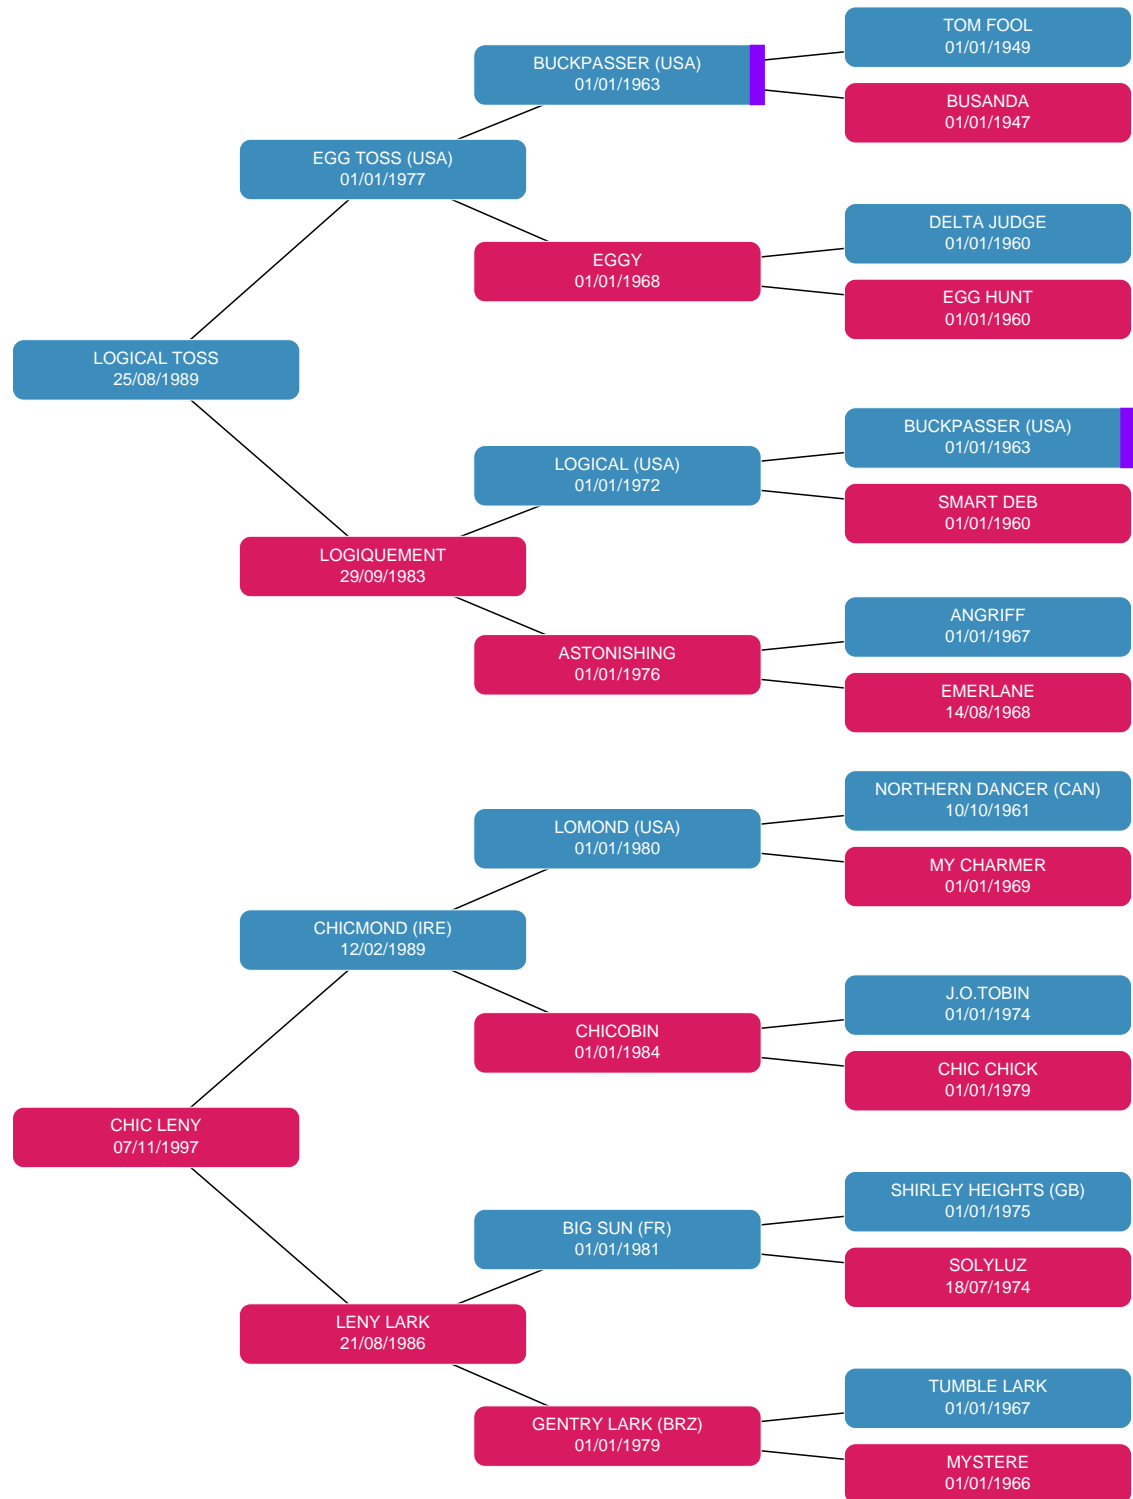 TOM FOOL
01/01/1949
BUCKPASSER (USA)
01/01/1963
BUSANDA
01/01/1947
EGG TOSS (USA)
01/01/1977
DELTA JUDGE
01/01/1960
EGGY
01/01/1968
EGG HUNT
01/01/1960
LOGICAL TOSS
25/08/1989
BUCKPASSER (USA)
01/01/1963
LOGICAL (USA)
01/01/1972
SMART DEB
01/01/1960
LOGIQUEMENT
29/09/1983
ANGRIFF
01/01/1967
ASTONISHING
01/01/1976
EMERLANE
14/08/1968
NORTHERN DANCER (CAN)
10/10/1961
LOMOND (USA)
01/01/1980
MY CHARMER
01/01/1969
CHICMOND (IRE)
12/02/1989
J.O.TOBIN
01/01/1974
CHICOBIN
01/01/1984
CHIC CHICK
01/01/1979
CHIC LENY
07/11/1997
SHIRLEY HEIGHTS (GB)
01/01/1975
BIG SUN (FR)
01/01/1981
SOLYLUZ
18/07/1974
LENY LARK
21/08/1986
TUMBLE LARK
01/01/1967
GENTRY LARK (BRZ)
01/01/1979
MYSTERE
01/01/1966